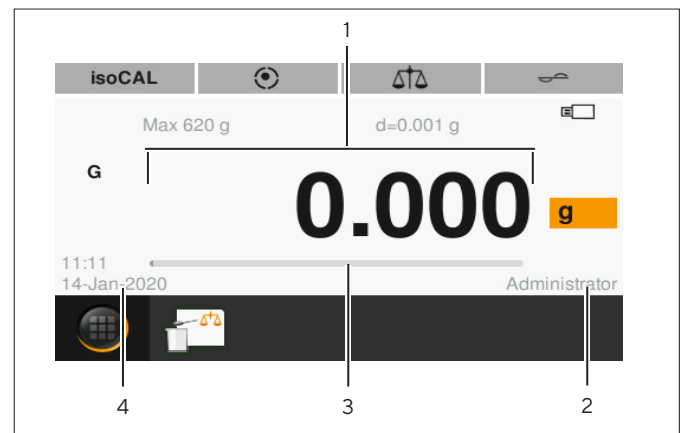 1
isoCAL
Max 620 g d=0.001 g
G
0.000 g
11:11
14-Jan-2020 Administrator
4 3 2